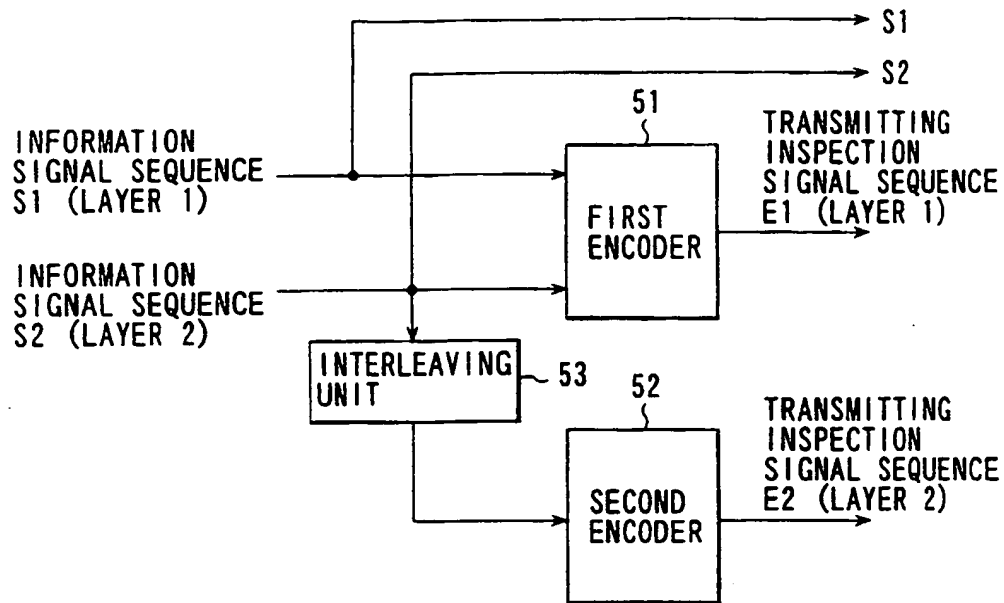 S1
S2
51
INFORMATION
SIGNAL SEQUENCE
S1 (LAYER 1)
FIRST
ENCODER
TRANSMITTING
INSPECTION
SIGNAL SEQUENCE
E1 (LAYER 1)
INFORMATION
SIGNAL SEQUENCE
S2 (LAYER 2)
INTERLEAVING
UNIT
53
52
SECOND
ENCODER
TRANSMITTING
INSPECTION
SIGNAL SEQUENCE
E2 (LAYER 2)